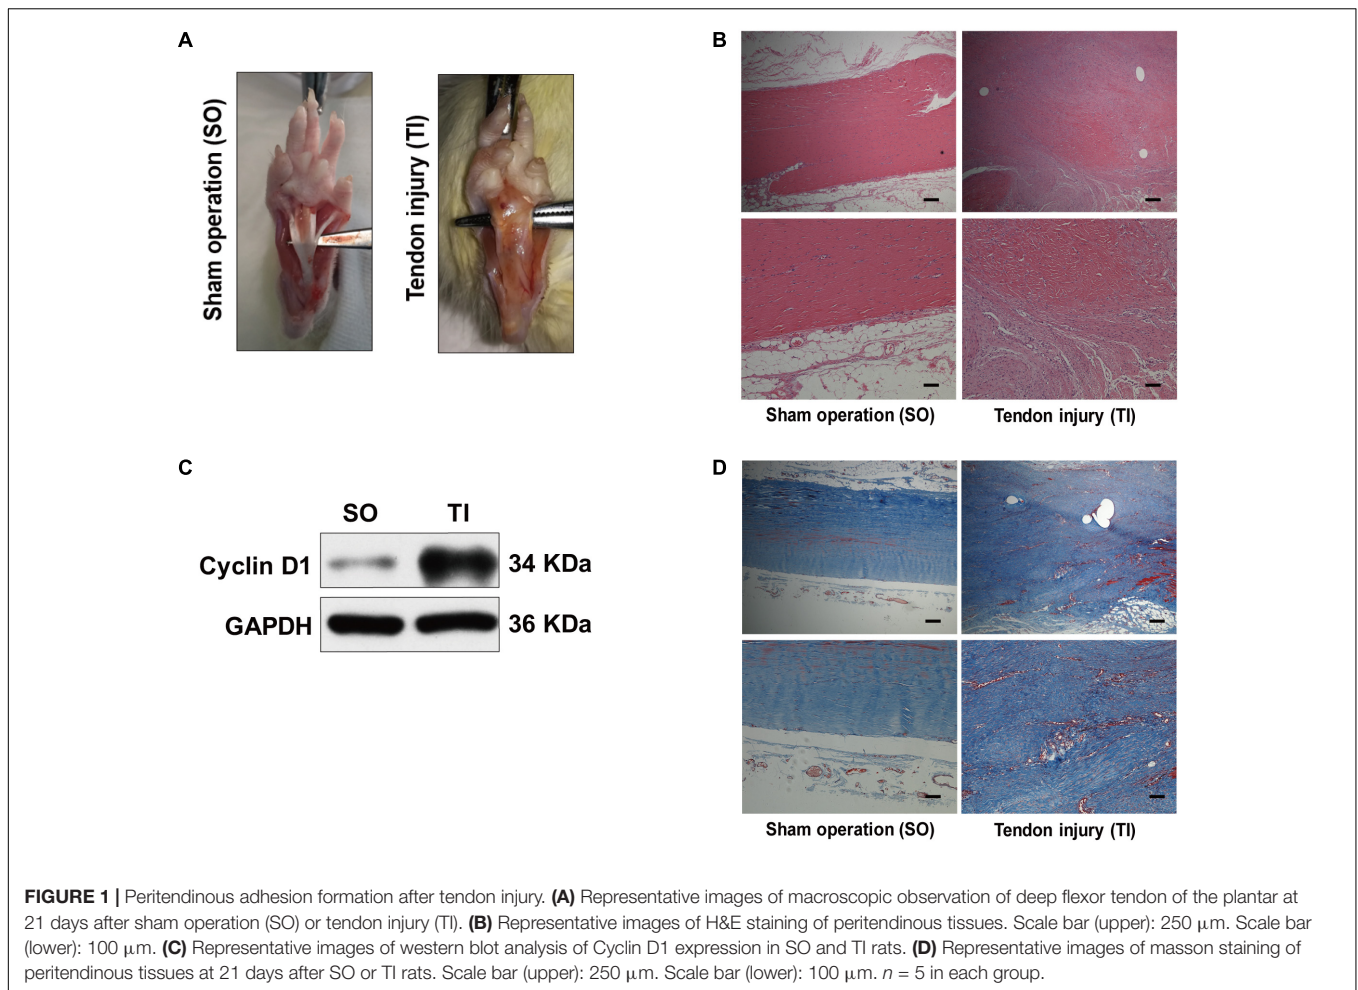 A
B
Sham operation (SO)
Tendon injury (TI)
Sham operation (SO)
Tendon injury (TI)
C
D
SO
TI
Cyclin D1
34 KDa
GAPDH
36 KDa
Sham operation (SO)
Tendon injury (TI)
FIGURE 1 | Peritendinous adhesion formation after tendon injury. (A) Representative images of macroscopic observation of deep flexor tendon of the plantar at
21 days after sham operation (SO) or tendon injury (TI). (B) Representative images of H&E staining of peritendinous tissues. Scale bar (upper): 250 μm. Scale bar
(lower): 100 μm. (C) Representative images of western blot analysis of Cyclin D1 expression in SO and TI rats. (D) Representative images of masson staining of
peritendinous tissues at 21 days after SO or TI rats. Scale bar (upper): 250 μm. Scale bar (lower): 100 μm. n = 5 in each group.